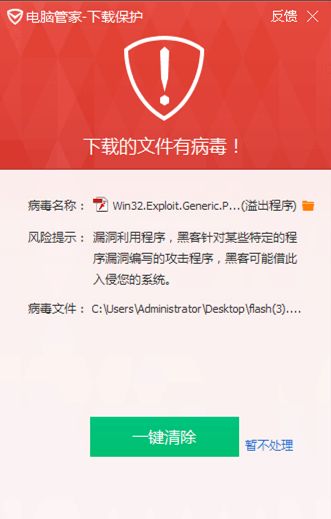 电脑管家-下载保护 反馈
下载的文件有病毒！
病毒名称： Win32.Exploit.Generic.P...(溢出程序)
风险提示： 漏洞利用程序，黑客针对某些特定的程
序漏洞编写的攻击程序，黑客可能借此
入侵您的系统。
病毒文件： C:\Users\Administrator\Desktop\flash(3)....
一键清除
暂不处理